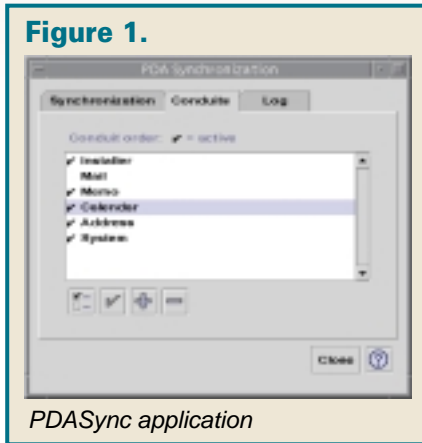 Figure 1.
PDA Synchronization
Synchronization Conduits Log
Conduit order: ✔ = active
✔ Installer
Mail
✔ Memo
✔ Calendar
✔ Address
✔ System
Close
PDASync application